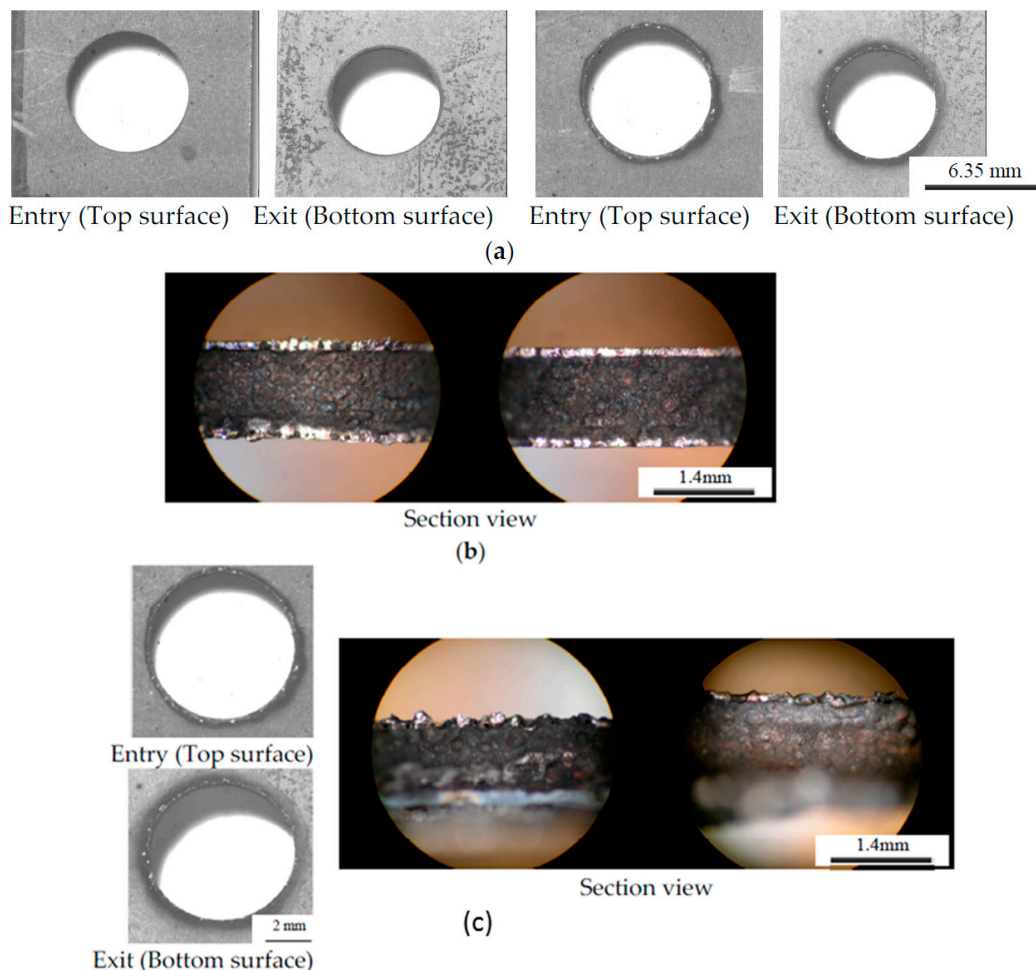 6.35 mm
Entry (Top surface) Exit (Bottom surface) Entry (Top surface) Exit (Bottom surface)
(a)
1.4mm
Section view
(b)
Entry (Top surface)
1.4mm
Section view
2 mm
(c)
Exit (Bottom surface)